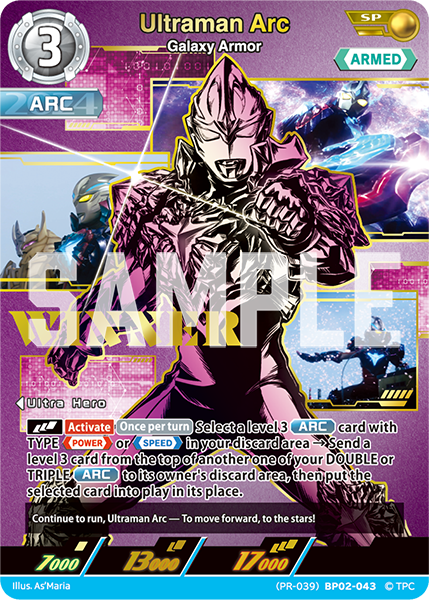 3
Ultraman Arc
Galaxy Armor
SP
ARMED
2 ARC 4
SAMPLE
WINNER
Ultra Hero
Activate Once per turn Select a level 3 ARC card with
TYPE POWER or SPEED in your discard area → Send a
level 3 card from the top of another one of your DOUBLE or
TRIPLE ARC to its owner's discard area, then put the
selected card into play in its place.
Continue to run, Ultraman Arc — To move forward, to the stars!
7000
13000
17000
Illus. As'Maria
(PR-039) BP02-043 © TPC